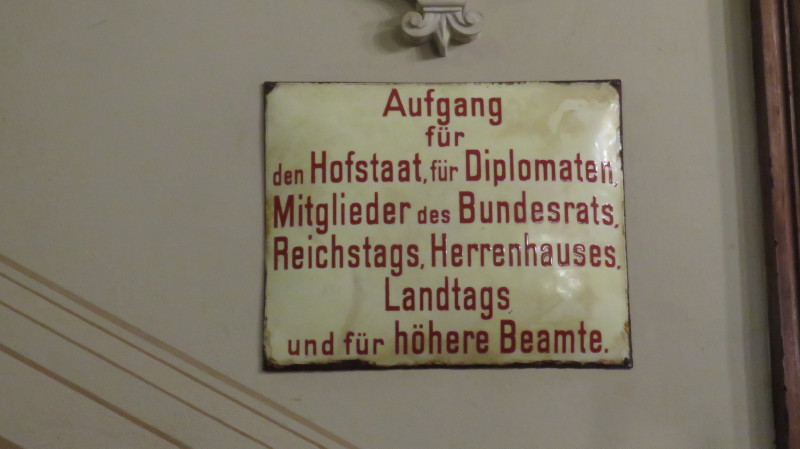 Aufgang
für
den Hofstaat, für Diplomaten,
Mitglieder des Bundesrats,
Reichstags, Herrenhauses,
Landtags
und für höhere Beamte.